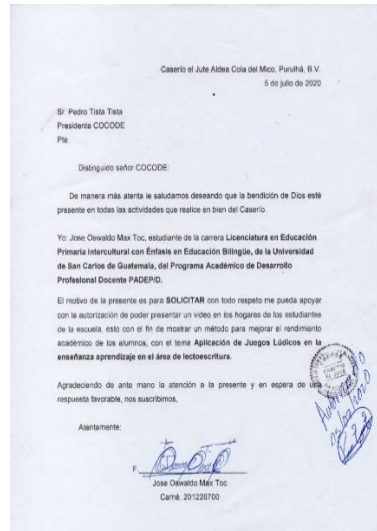 Caserío el Jute Aldea Cola del Mico, Purulhá, B.V.
6 de julio de 2020
Sr. Pedro Tista Tista
Presidente COCODE
Pte.
Distinguido señor COCODE:
De manera más atenta le saludamos deseando que la bendición de Dios esté
presente en todas las actividades que realice en bien del Caserío.
Yo: Jose Oswaldo Max Toc, estudiante de la carrera Licenciatura en Educación
Primaria Intercultural con Énfasis en Educación Bilingüe, de la Universidad
de San Carlos de Guatemala, del Programa Académico de Desarrollo
Profesional Docente PADEP/D.
El motivo de la presente es para SOLICITAR con todo respeto me pueda apoyar
con la autorización de poder presentar un video en los hogares de los estudiantes
de la escuela, esto con el fin de mostrar un método para mejorar el rendimiento
académico de los alumnos, con el tema Aplicación de Juegos Lúdicos en la
enseñanza aprendizaje en el área de lectoescritura.
Agradeciendo de ante mano la atención a la presente y en espera de una
respuesta favorable, nos suscribimos,
Atentamente:
F.
Jose Oswaldo Max Toc
Carné. 201226700